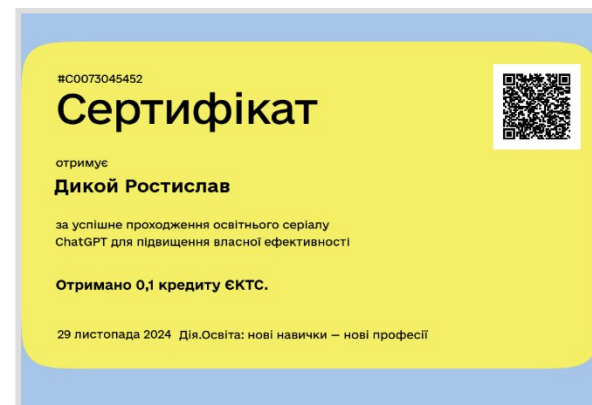 #C0073045452
Сертифікат
отримує
Дикой Ростислав
за успішне проходження освітнього серіалу
ChatGPT для підвищення власної ефективності
Отримано 0,1 кредиту ЄКТС.
29 листопада 2024 Дія.Освіта: нові навички — нові професії